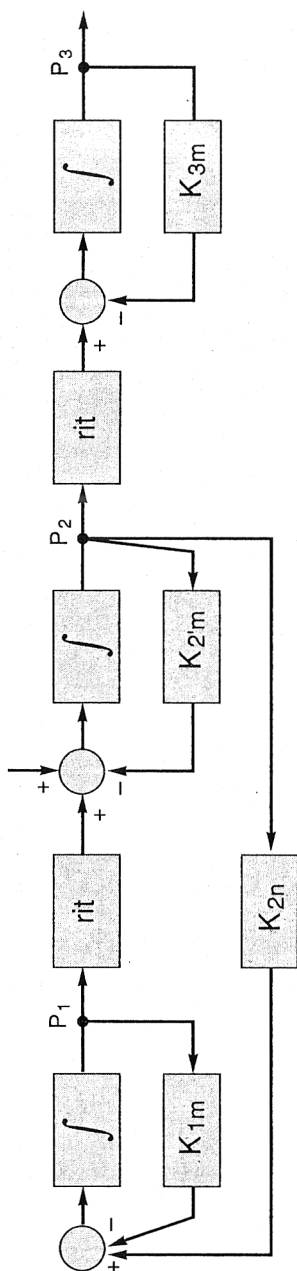 P₃
∫
K₃ₘ
−
+
rit
P₂
∫
K₂'ₘ
+
−
+
rit
K₂ₙ
P₁
∫
K₁ₘ
−
+